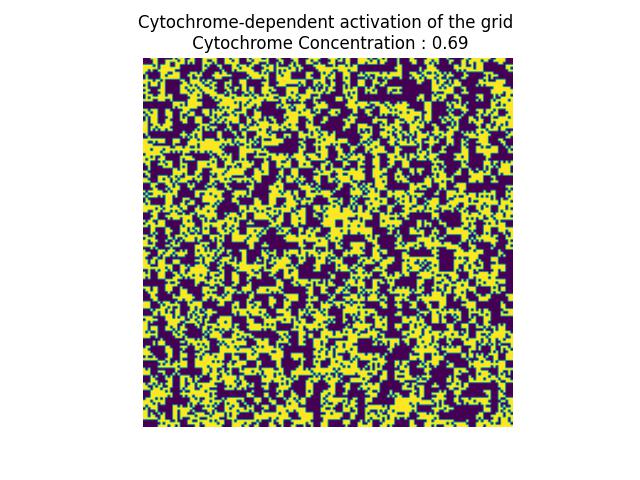 Cytochrome-dependent activation of the grid
Cytochrome Concentration : 0.69